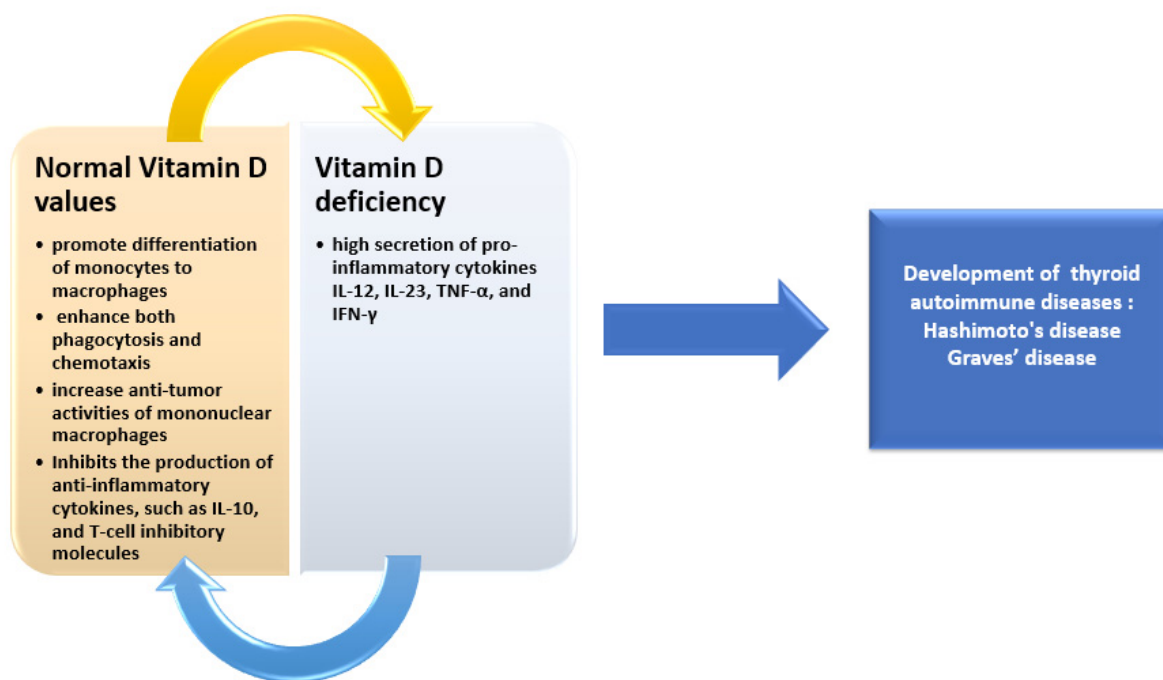 Normal Vitamin D
values
• promote differentiation
of monocytes to
macrophages
• enhance both
phagocytosis and
chemotaxis
• increase anti-tumor
activities of mononuclear
macrophages
• Inhibits the production of
anti-inflammatory
cytokines, such as IL-10,
and T-cell inhibitory
molecules
Vitamin D
deficiency
• high secretion of pro-
inflammatory cytokines
IL-12, IL-23, TNF-α, and
IFN-γ
Development of thyroid
autoimmune diseases :
Hashimoto's disease
Graves’ disease